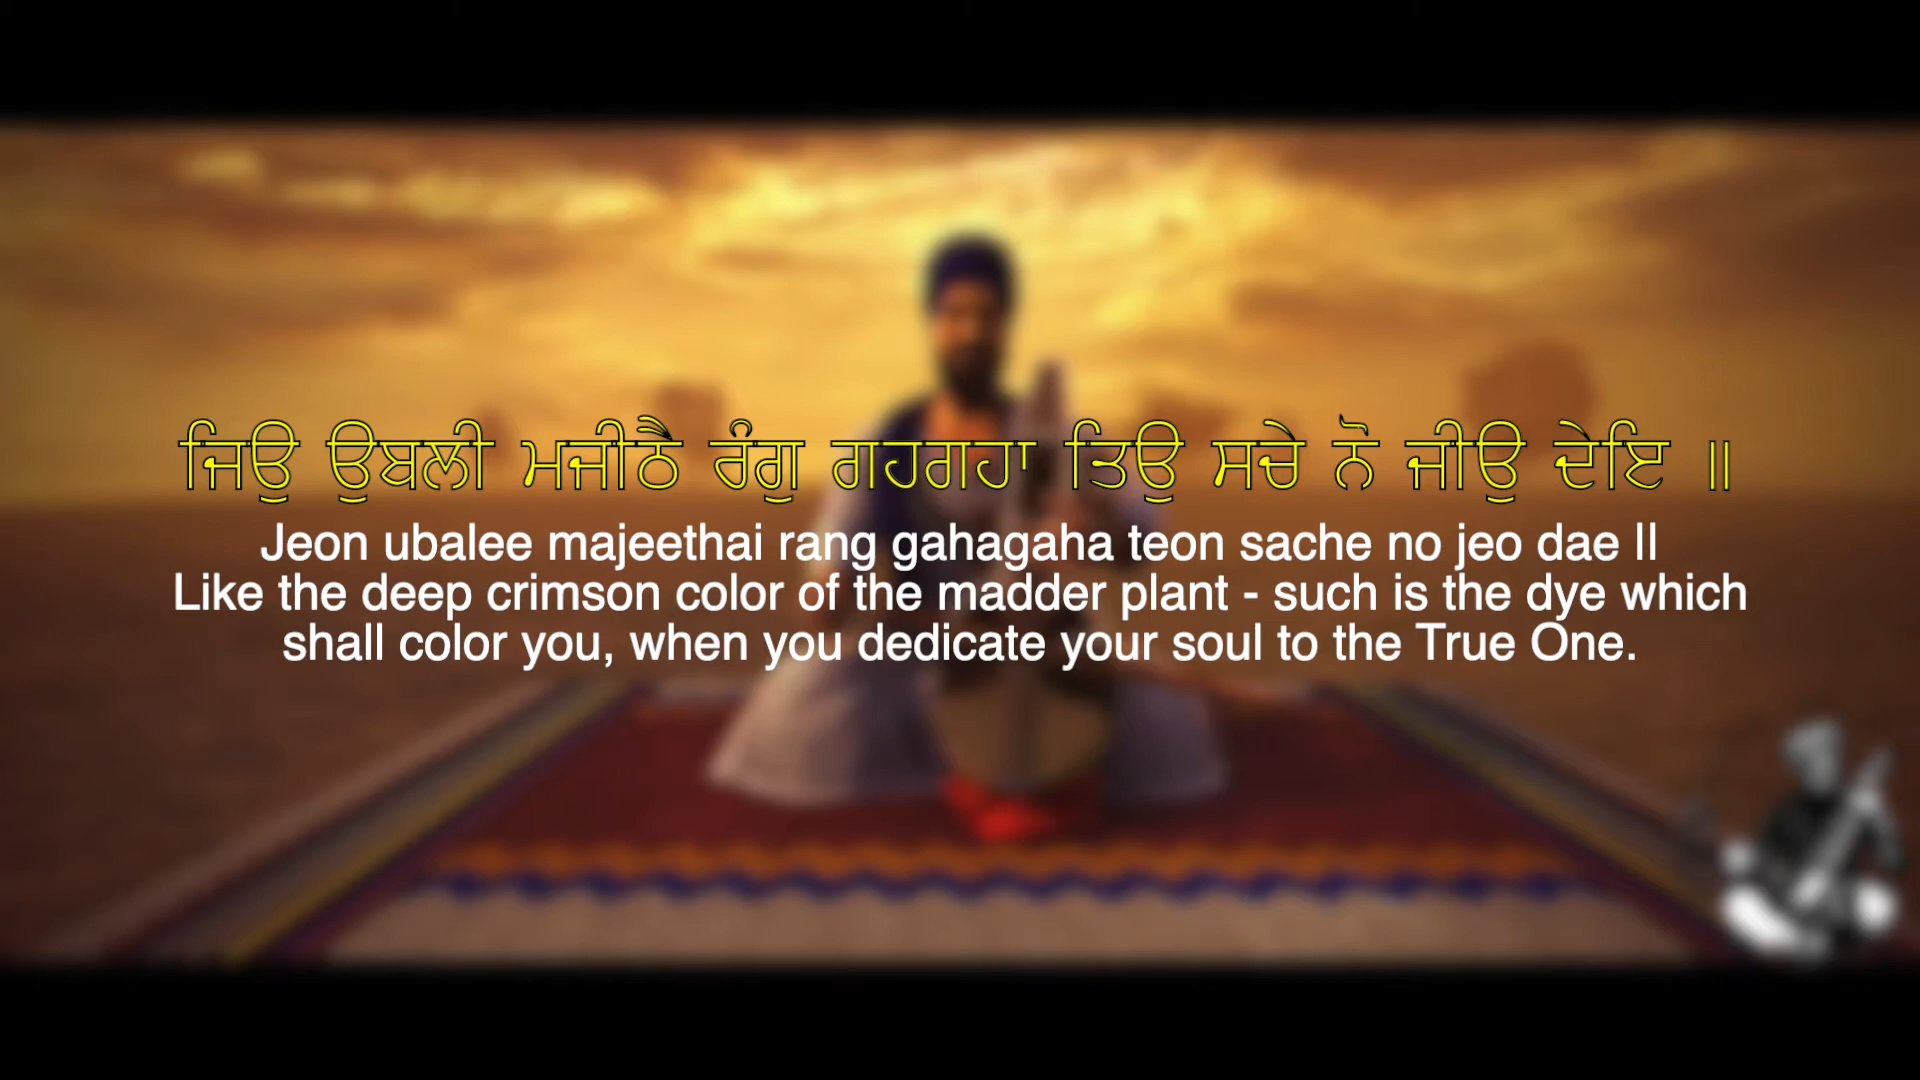 ਜਿਉ ਉਬਲੀ ਮਜੀਠੈ ਰੰਗੁ ਗਹਗਹਾ ਤਿਉ ਸਚੇ ਨੋ ਜੀਉ ਦੇਇ ॥
Jeon ubalee majeethai rang gahagaha teon sache no jeo dae ll
Like the deep crimson color of the madder plant - such is the dye which
shall color you, when you dedicate your soul to the True One.